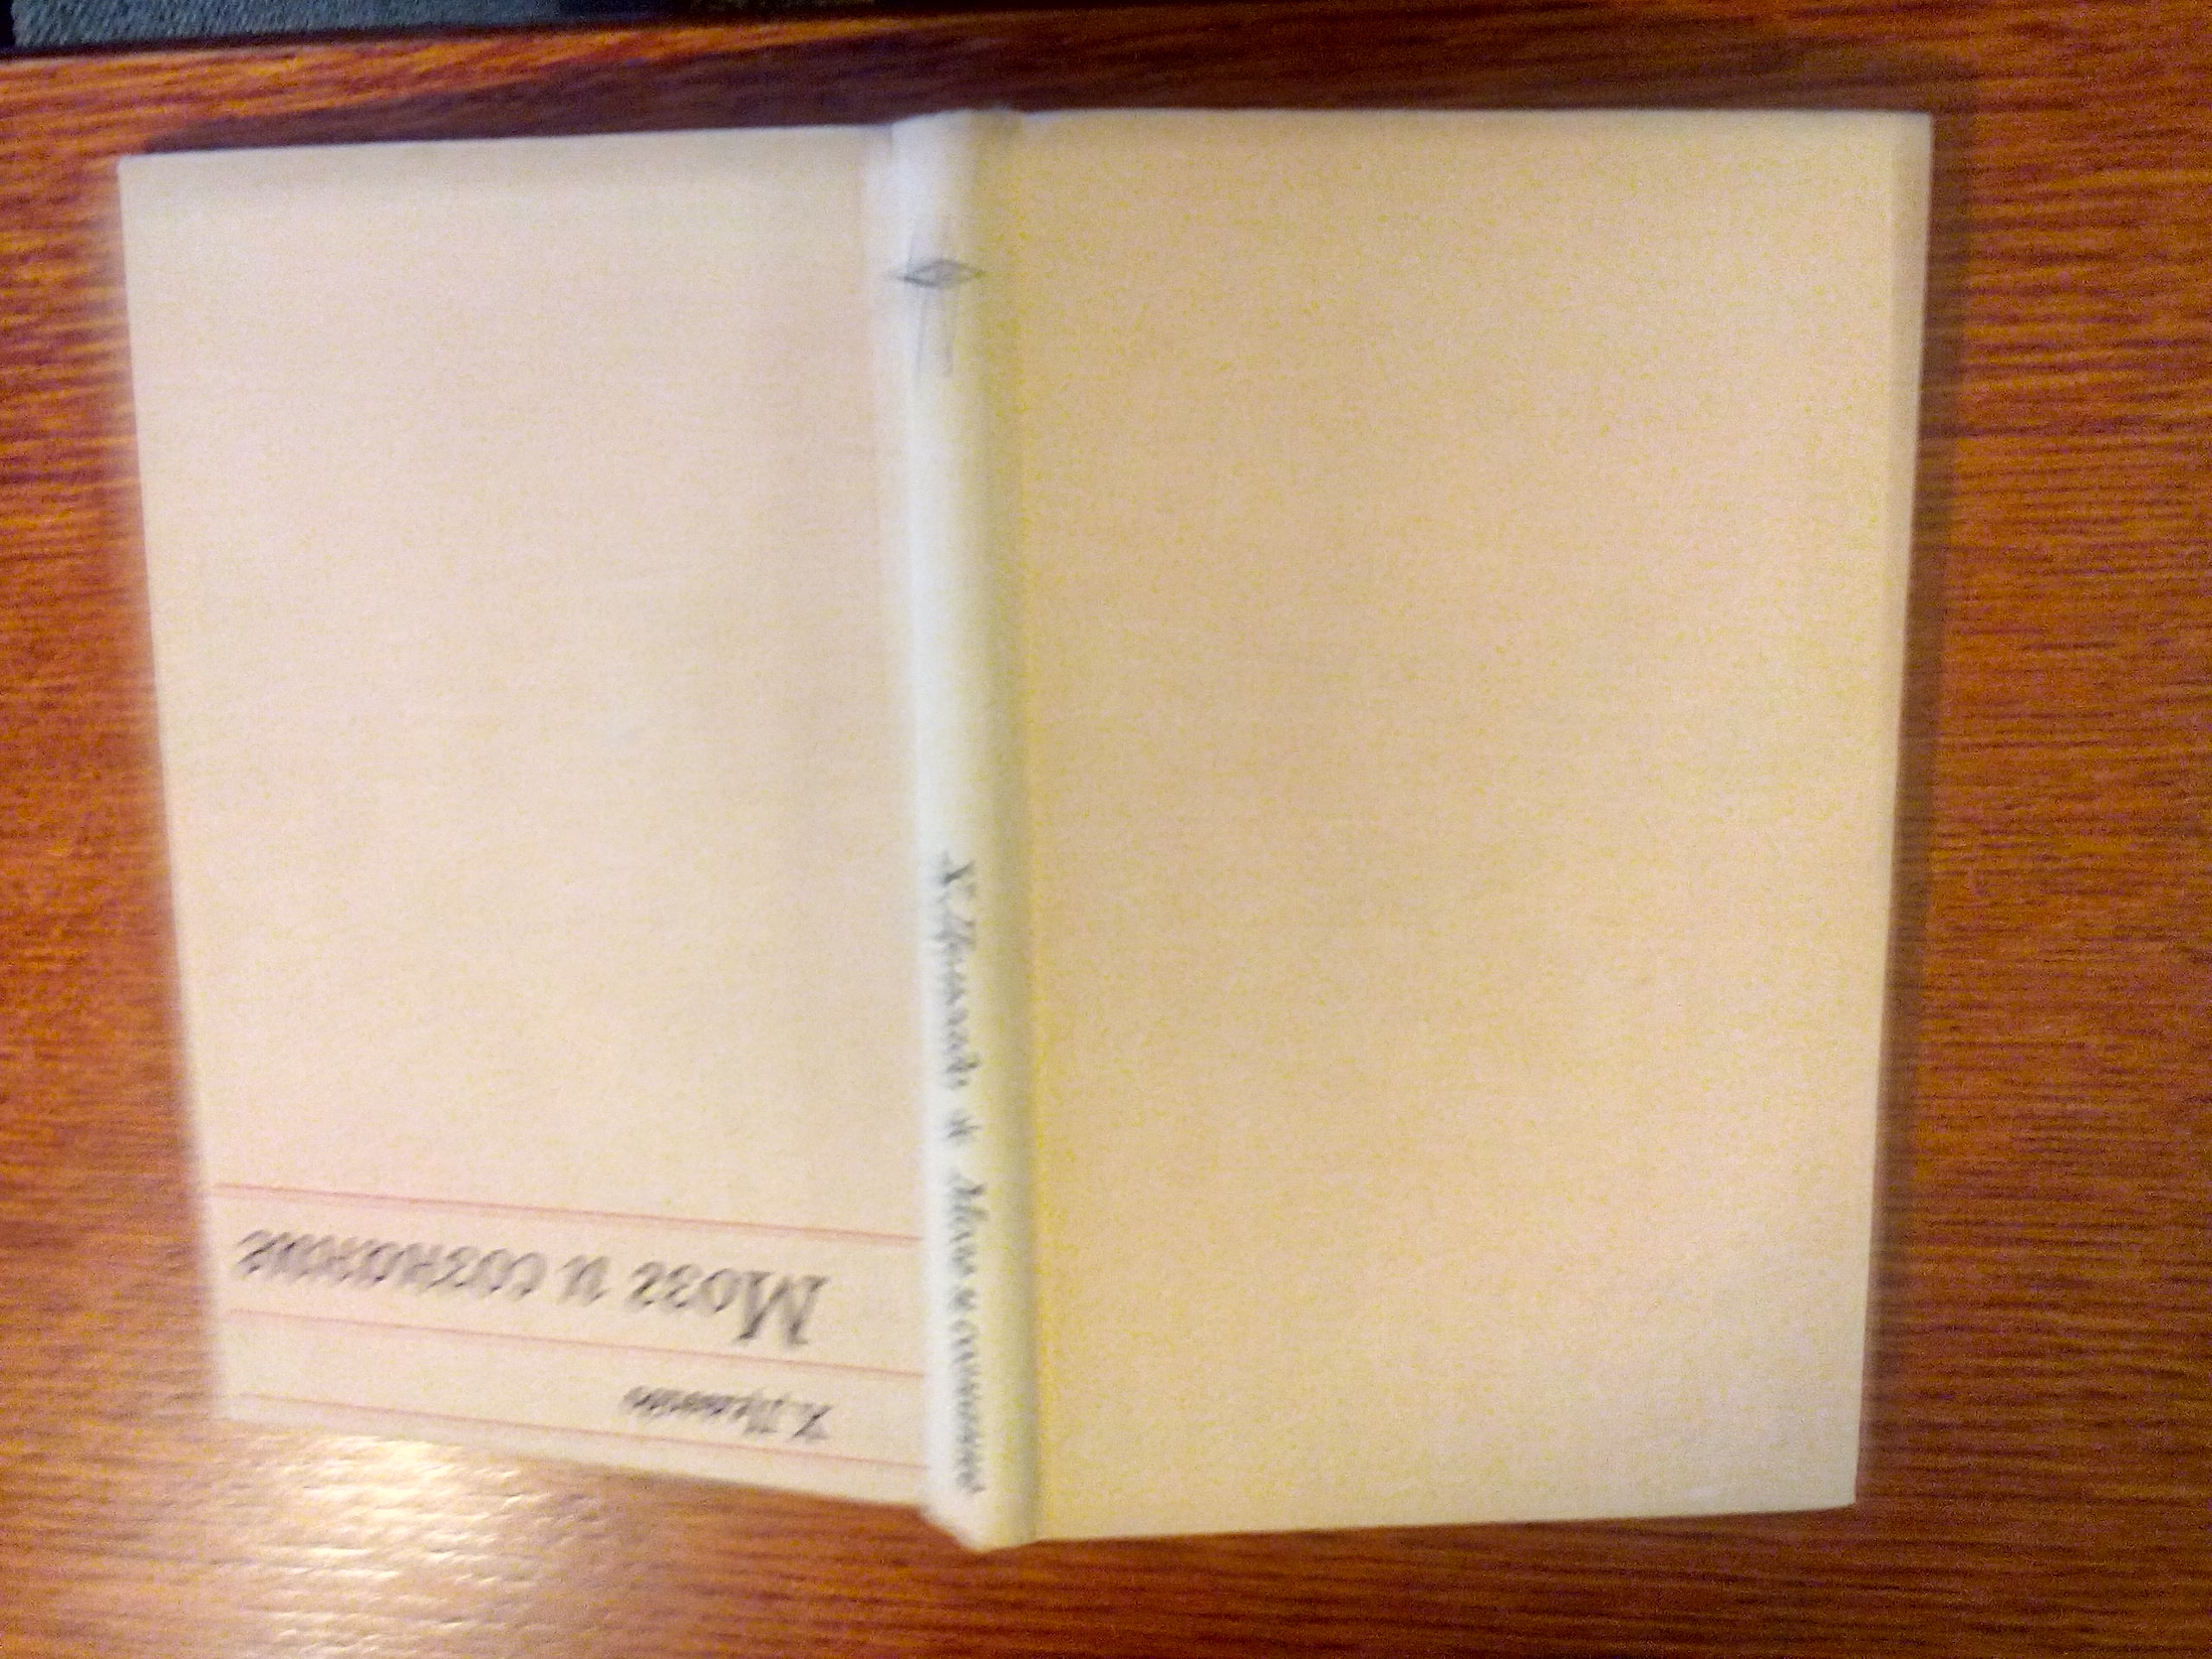 Х. Дельгадо
Мозг и сознание
Х. Дельгадо * Мозг и сознание